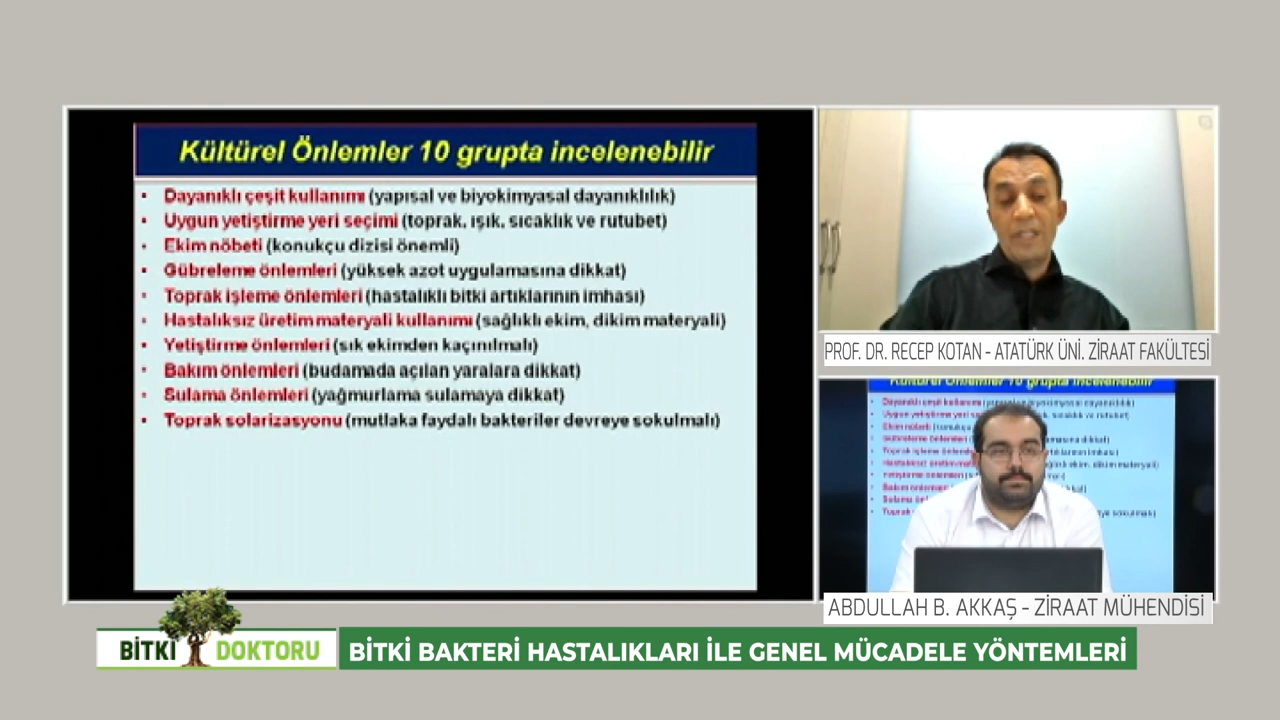 Kültürel Önlemler 10 grupta incelenebilir
• Dayanıklı çeşit kullanımı (yapısal ve biyokimyasal dayanıklılık)
• Uygun yetiştirme yeri seçimi (toprak, ışık, sıcaklık ve rutubet)
• Ekim nöbeti (konukçu dizisi önemli)
• Gübreleme önlemleri (yüksek azot uygulamasına dikkat)
• Toprak işleme önlemleri (hastalıklı bitki artıklarının imhası)
• Hastalıksız üretim materyali kullanımı (sağlıklı ekim, dikim materyali)
• Yetiştirme önlemleri (sık ekimden kaçınılmalı)
• Bakım önlemleri (budamada açılan yaralara dikkat)
• Sulama önlemleri (yağmurlama sulamaya dikkat)
• Toprak solarizasyonu (mutlaka faydalı bakteriler devreye sokulmalı)
PROF. DR. RECEP KOTAN - ATATÜRK ÜNİ. ZİRAAT FAKÜLTESİ
Kültürel Önlemler 10 grupta incelenebilir
ABDULLAH B. AKKAŞ - ZİRAAT MÜHENDİSİ
BİTKİ DOKTORU
BİTKİ BAKTERİ HASTALIKLARI İLE GENEL MÜCADELE YÖNTEMLERİ